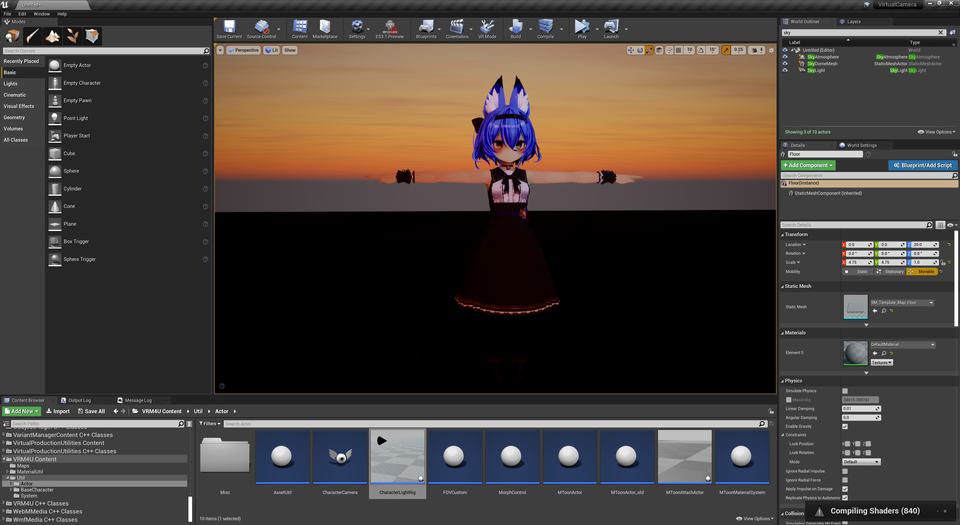 VirtualCamera
File Edit Window Help
Modes
Search Classes
Recently Placed
Basic
Lights
Cinematic
Visual Effects
Geometry
Volumes
All Classes
Empty Actor
Empty Character
Empty Pawn
Point Light
Player Start
Cube
Sphere
Cylinder
Cone
Plane
Box Trigger
Sphere Trigger
Save Current
Source Control
Content
Marketplace
Settings
Blueprints
Cinematics
VR Mode
Build
Compile
Play
Launch
Perspective
Lit
Show
World Outliner
Layers
sky
Label
Type
Untitled (Editor) World
SkyAtmosphere SkyAtmosphere SkyAtmosphere
SkyDomeMesh StaticMeshActor StaticMeshActor
SkyLight SkyLight SkyLight
Showing 3 of 10 actors
View Options
Details
World Settings
Floor
+ Add Component
Blueprint/Add Script
Search Components
Floor(Instance)
StaticMeshComponent (Inherited)
Search Details
Transform
Location X 0.0 Y 0.0 Z 20.0
Rotation X 0.0 ° Y 0.0 ° Z 0.0 °
Scale X 4.75 Y 4.75 Z 1.0
Mobility Static Stationary Movable
Static Mesh
Static Mesh
SM_Template_Map_Floor
Materials
Element 0
DefaultMaterial
Textures
Physics
Simulate Physics
Linear Damping 0.01
Angular Damping 0.0
Enable Gravity
Constraints
Lock Position X Y Z
Lock Rotation X Y Z
Mode Default
Ignore Radial Impulse
Ignore Radial Force
Apply Impulse on Damage
Replicate Physics to Autonomous
Collision
Compiling Shaders (840)
Content Browser
Output Log
Message Log
Add New
Import
Save All
VRM4U Content
Util
Actor
Search Paths
VariantManagerContent C++ Classes
VirtualProductionUtilities Content
VirtualProductionUtilities C++ Classes
VRM4U Content
Maps
MaterialUtil
Util
Actor
BaseCharacter
System
VRM4U C++ Classes
WebMMedia C++ Classes
WmfMedia C++ Classes
Filters
Search Actor
Misc
AssetUtil
CharacterCamera
CharacterLightRig
FOVCustom
MorphControl
MToonActor
MToonActor_old
MToonAttachActor
MToonMaterialSystem
10 items (1 selected)
View Options